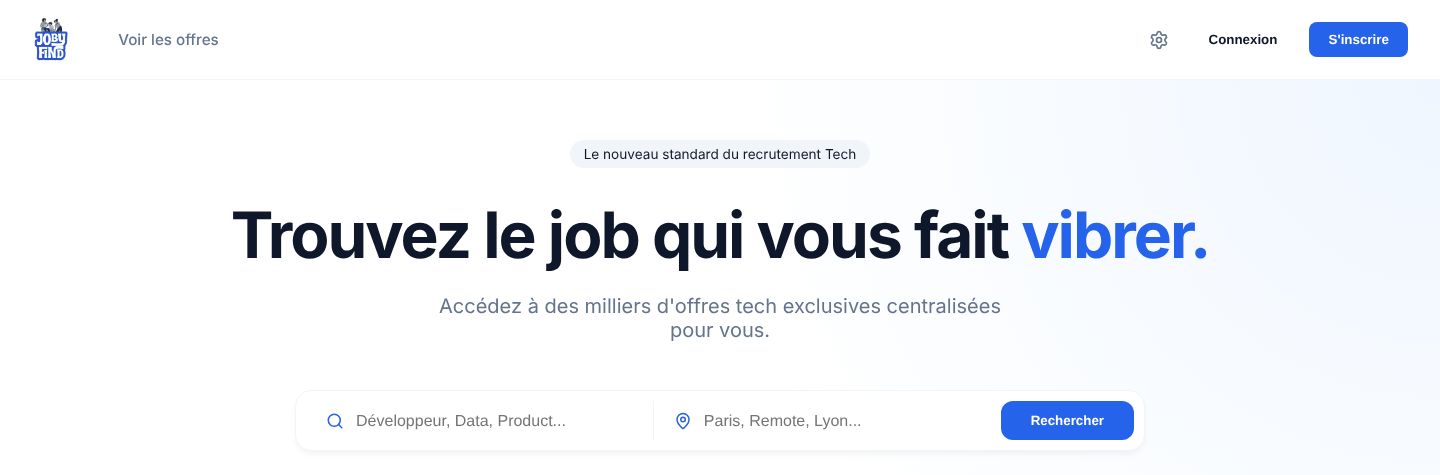 JOBY
FIND
Voir les offres
Connexion
S'inscrire
Le nouveau standard du recrutement Tech
Trouvez le job qui vous fait vibrer.
Accédez à des milliers d'offres tech exclusives centralisées
pour vous.
Développeur, Data, Product...
Paris, Remote, Lyon...
Rechercher